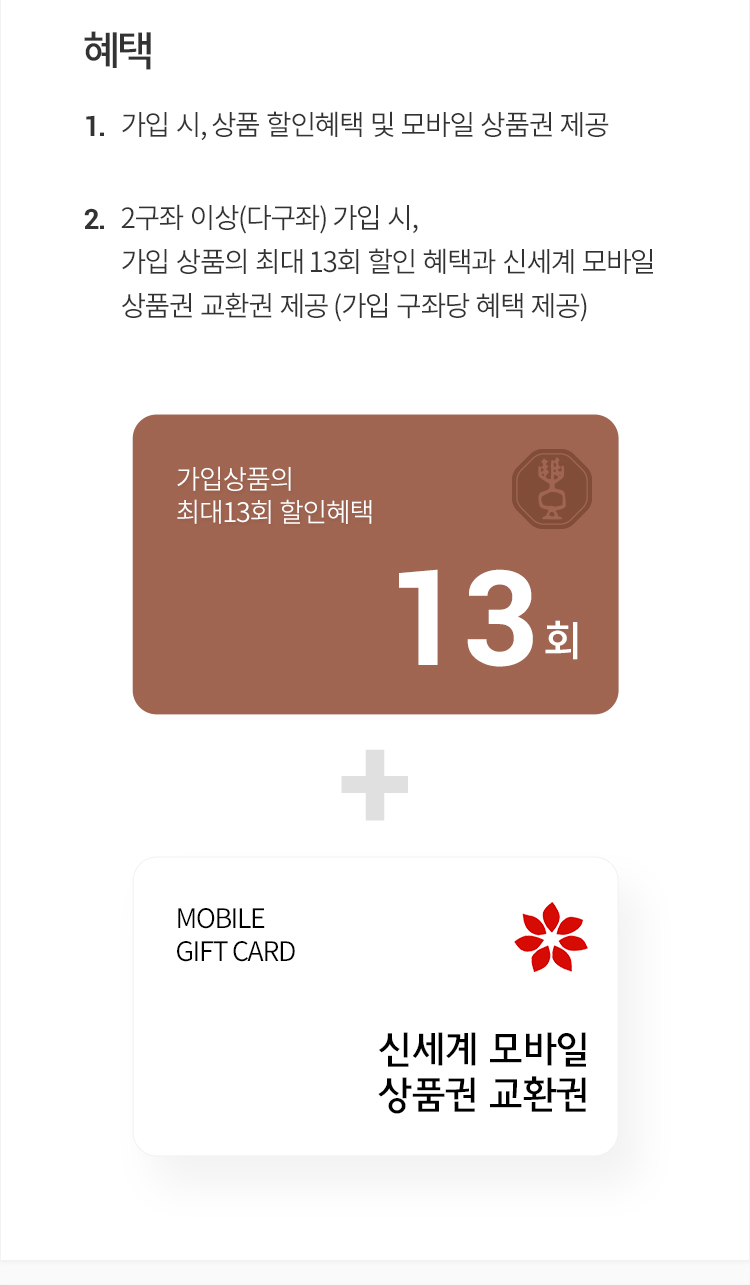 혜택
1. 가입 시, 상품 할인혜택 및 모바일 상품권 제공
2. 2구좌 이상(다구좌) 가입 시,
가입 상품의 최대 13회 할인 혜택과 신세계 모바일
상품권 교환권 제공 (가입 구좌당 혜택 제공)
가입상품의
최대13회 할인혜택
13회
MOBILE
GIFT CARD
신세계 모바일
상품권 교환권